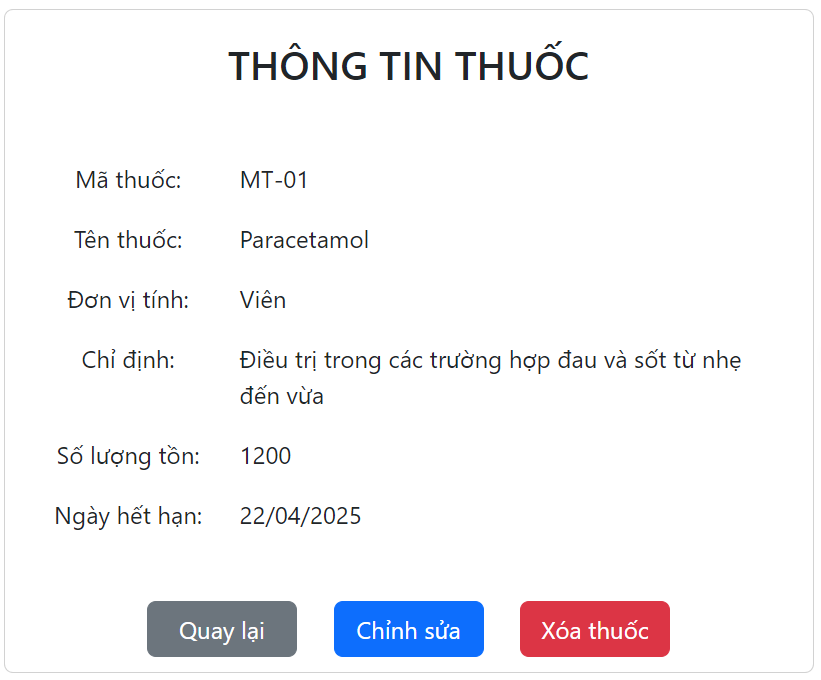 THÔNG TIN THUỐC
Mã thuốc: MT-01
Tên thuốc: Paracetamol
Đơn vị tính: Viên
Chỉ định: Điều trị trong các trường hợp đau và sốt từ nhẹ
đến vừa
Số lượng tồn: 1200
Ngày hết hạn: 22/04/2025
Quay lại Chỉnh sửa Xóa thuốc